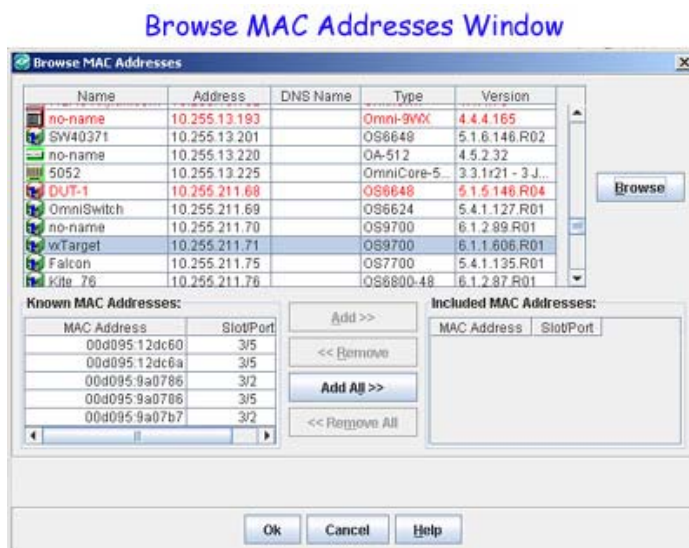 Browse MAC Addresses Window
Browse MAC Addresses
Name Address DNS Name Type Version
no-name 10.255.13.193 Omni-9WX 4.4.4.165
SW40371 10.255.13.201 OS6648 5.1.6.146.R02
no-name 10.255.13.220 OA-512 4.5.2.32
5052 10.255.13.225 OmniCore-5... 3.3.1r21 - 3 J...
DUT-1 10.255.211.68 OS6648 5.1.5.146.R04
OmniSwitch 10.255.211.69 OS6624 5.4.1.127.R01
no-name 10.255.211.70 OS9700 6.1.2.89.R01
vxTarget 10.255.211.71 OS9700 6.1.1.606.R01
Falcon 10.255.211.75 OS7700 5.4.1.135.R01
Kite_76 10.255.211.76 OS6800-48 6.1.2.87.R01
Browse
Known MAC Addresses:
MAC Address Slot/Port
00d095:12dc60 3/5
00d095:12dc6a 3/5
00d095:9a0786 3/2
00d095:9a0786 3/5
00d095:9a07b7 3/2
Add >>
<< Remove
Add All >>
<< Remove All
Included MAC Addresses:
MAC Address Slot/Port
Ok Cancel Help